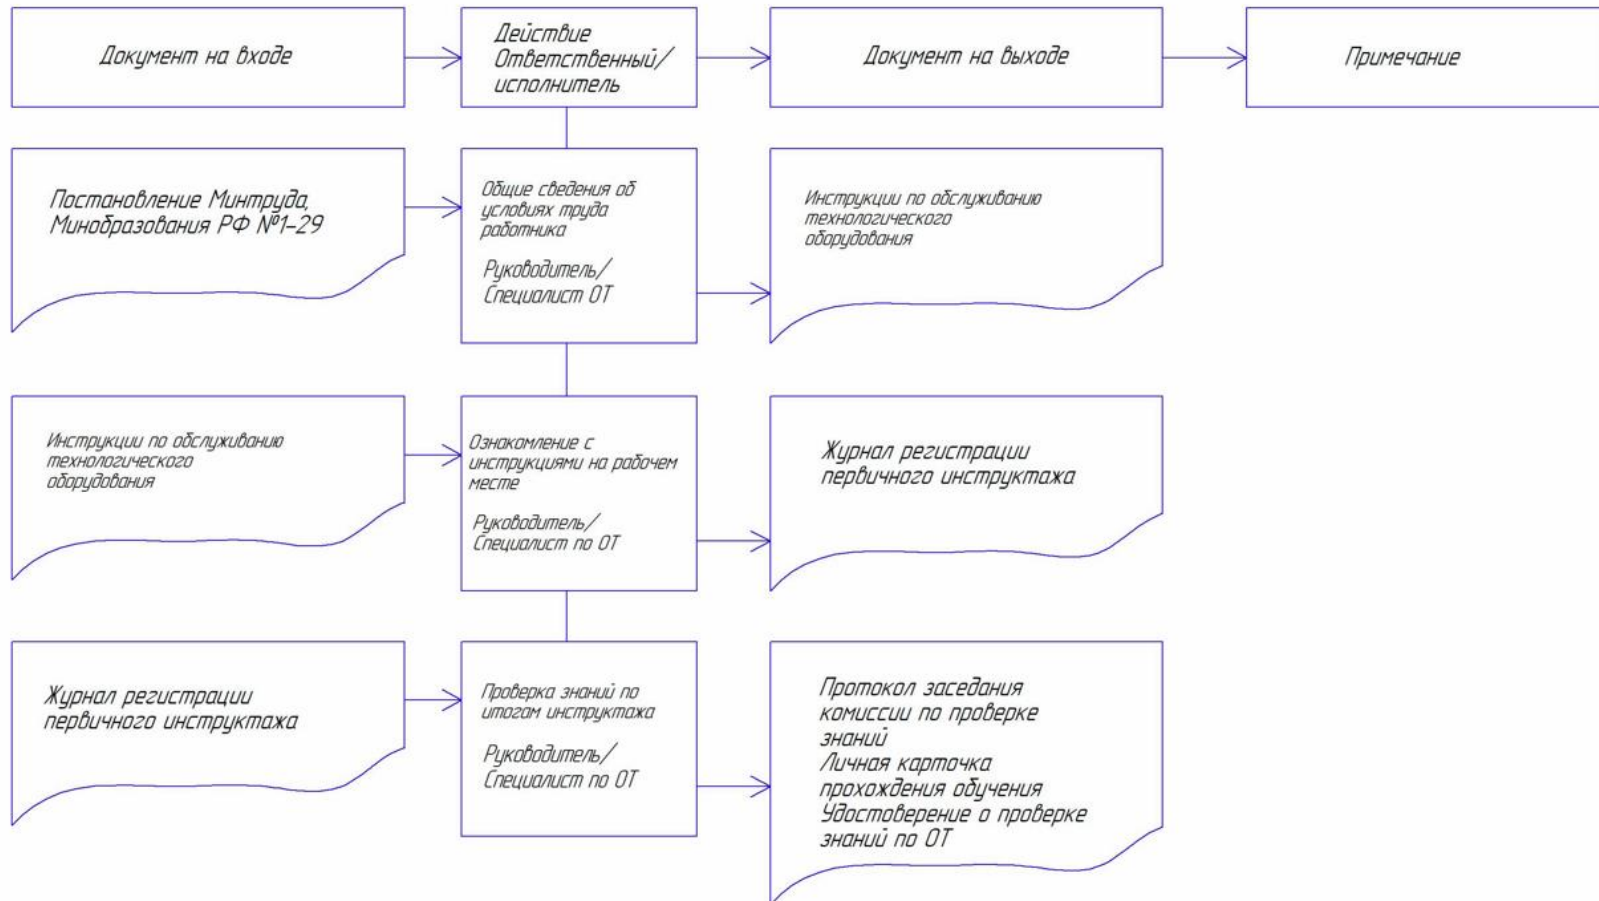 Документ на входе
Действие
Ответственный/
исполнитель
Документ на выходе
Примечание
Постановление Минтруда,
Минобразования РФ №1-29
Общие сведения об
условиях труда
работника
Руководитель/
Специалист ОТ
Инструкции по обслуживанию
технологического
оборудования
Инструкции по обслуживанию
технологического
оборудования
Ознакомление с
инструкциями на рабочем
месте
Руководитель/
Специалист по ОТ
Журнал регистрации
первичного инструктажа
Журнал регистрации
первичного инструктажа
Проверка знаний по
итогам инструктажа
Руководитель/
Специалист по ОТ
Протокол заседания
комиссии по проверке
знаний
Личная карточка
прохождения обучения
Удостоверение о проверке
знаний по ОТ